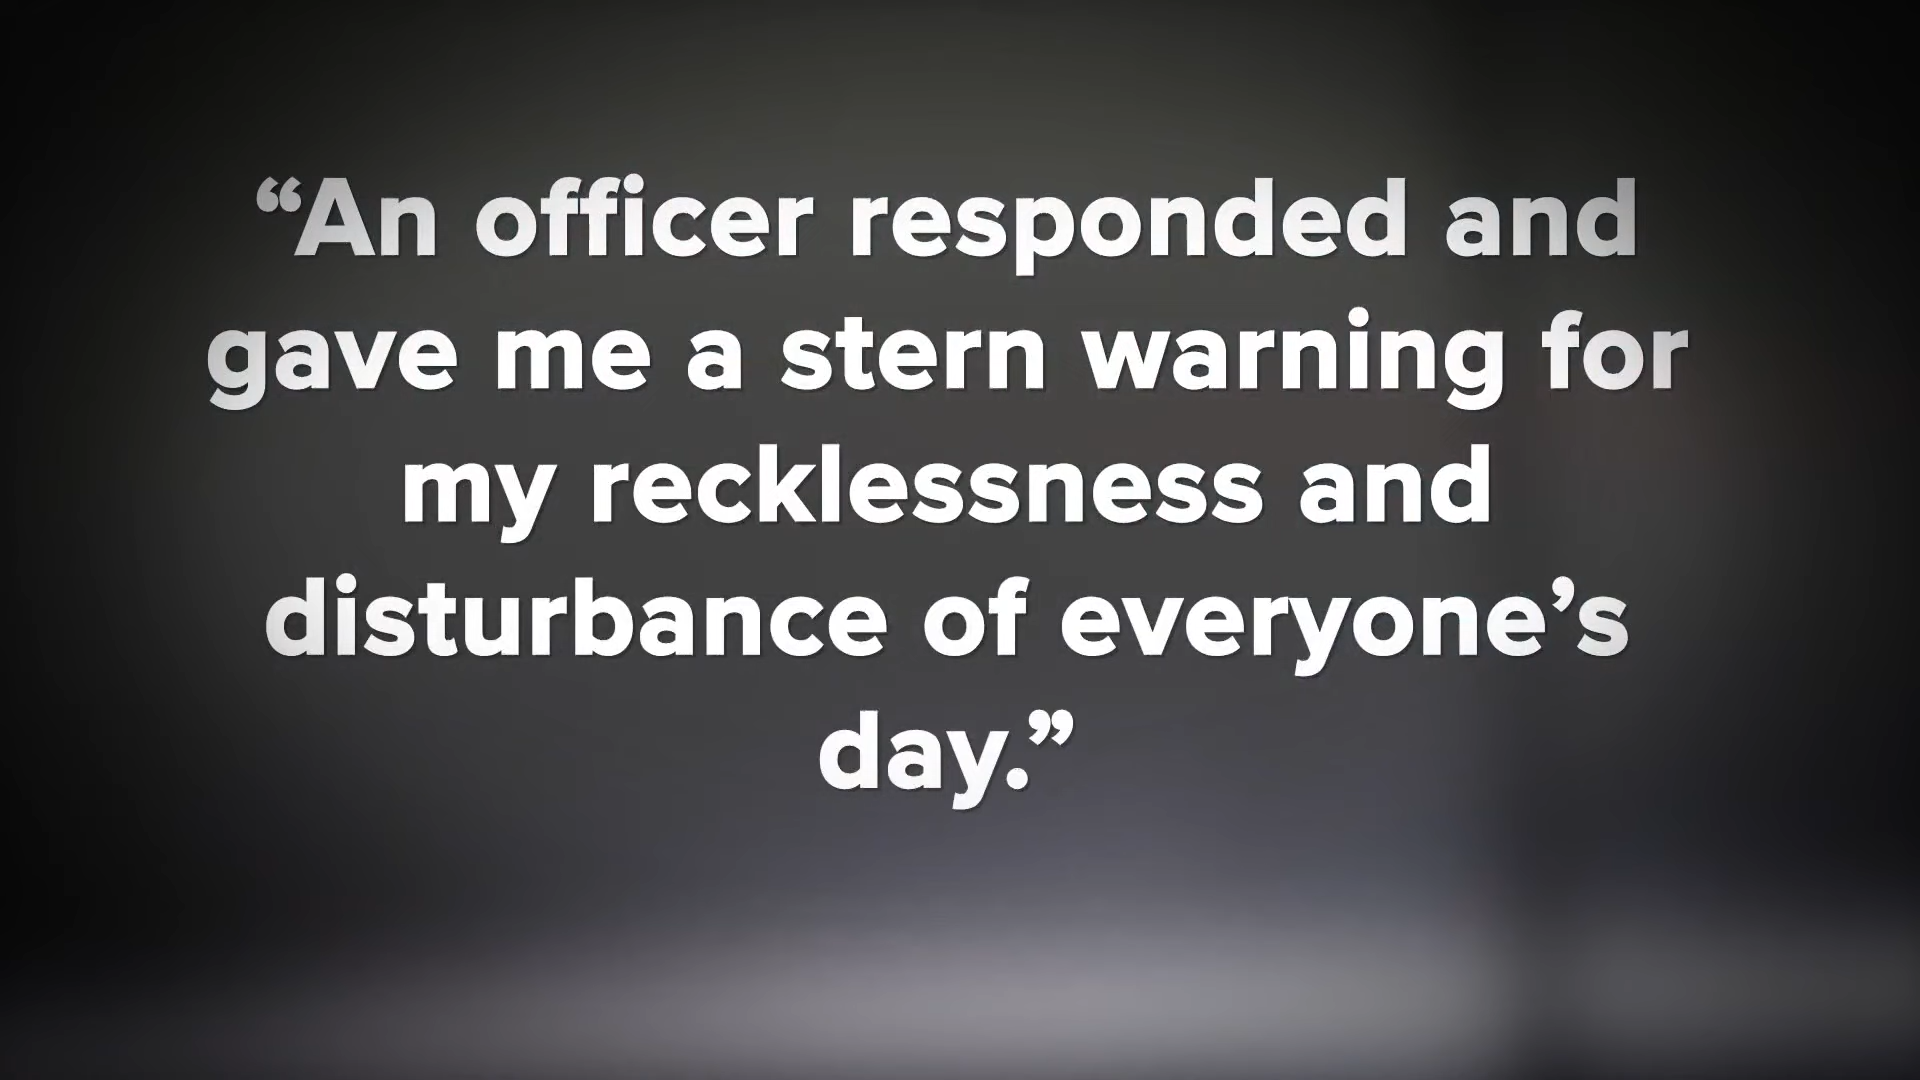 “An officer responded and
gave me a stern warning for
my recklessness and
disturbance of everyone’s
day.”